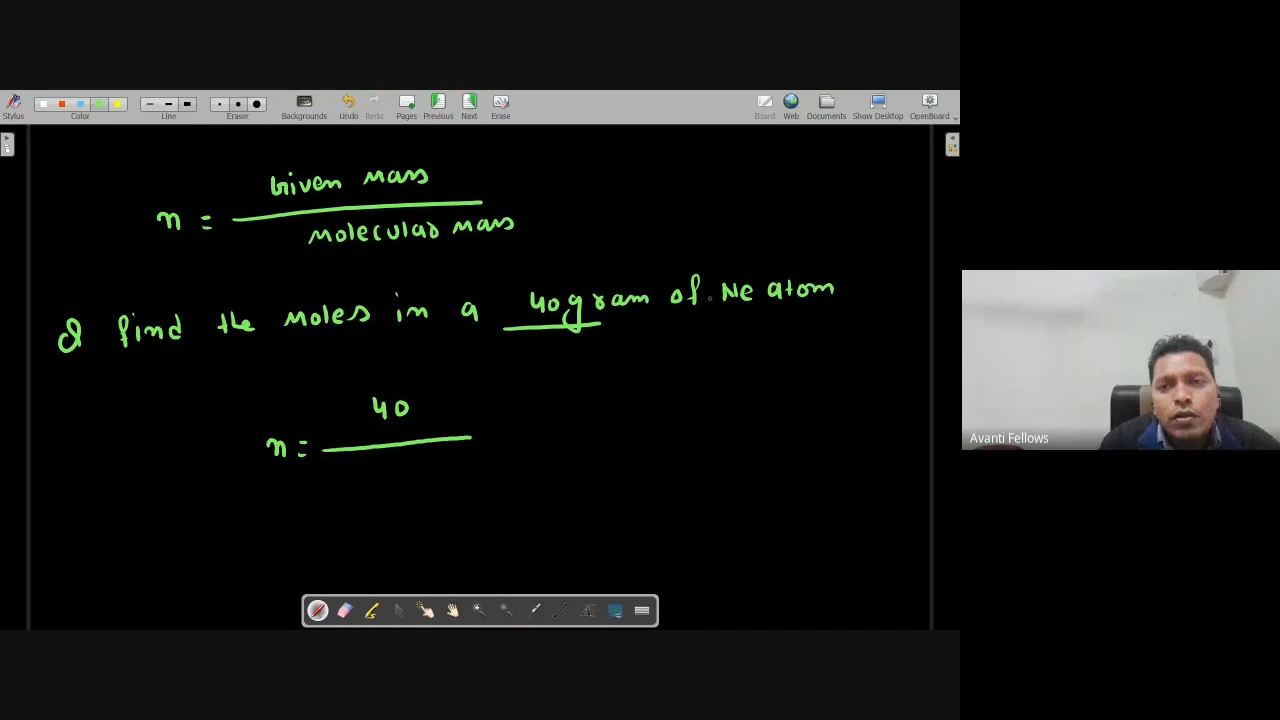 Stylus Color Line Eraser Backgrounds Undo Redo Pages Previous Next Erase Board Web Documents Show Desktop OpenBoard
Given mass
n =
molecular mass
Q find the moles in a 40gram of Ne atom
40
n =
Avanti Fellows